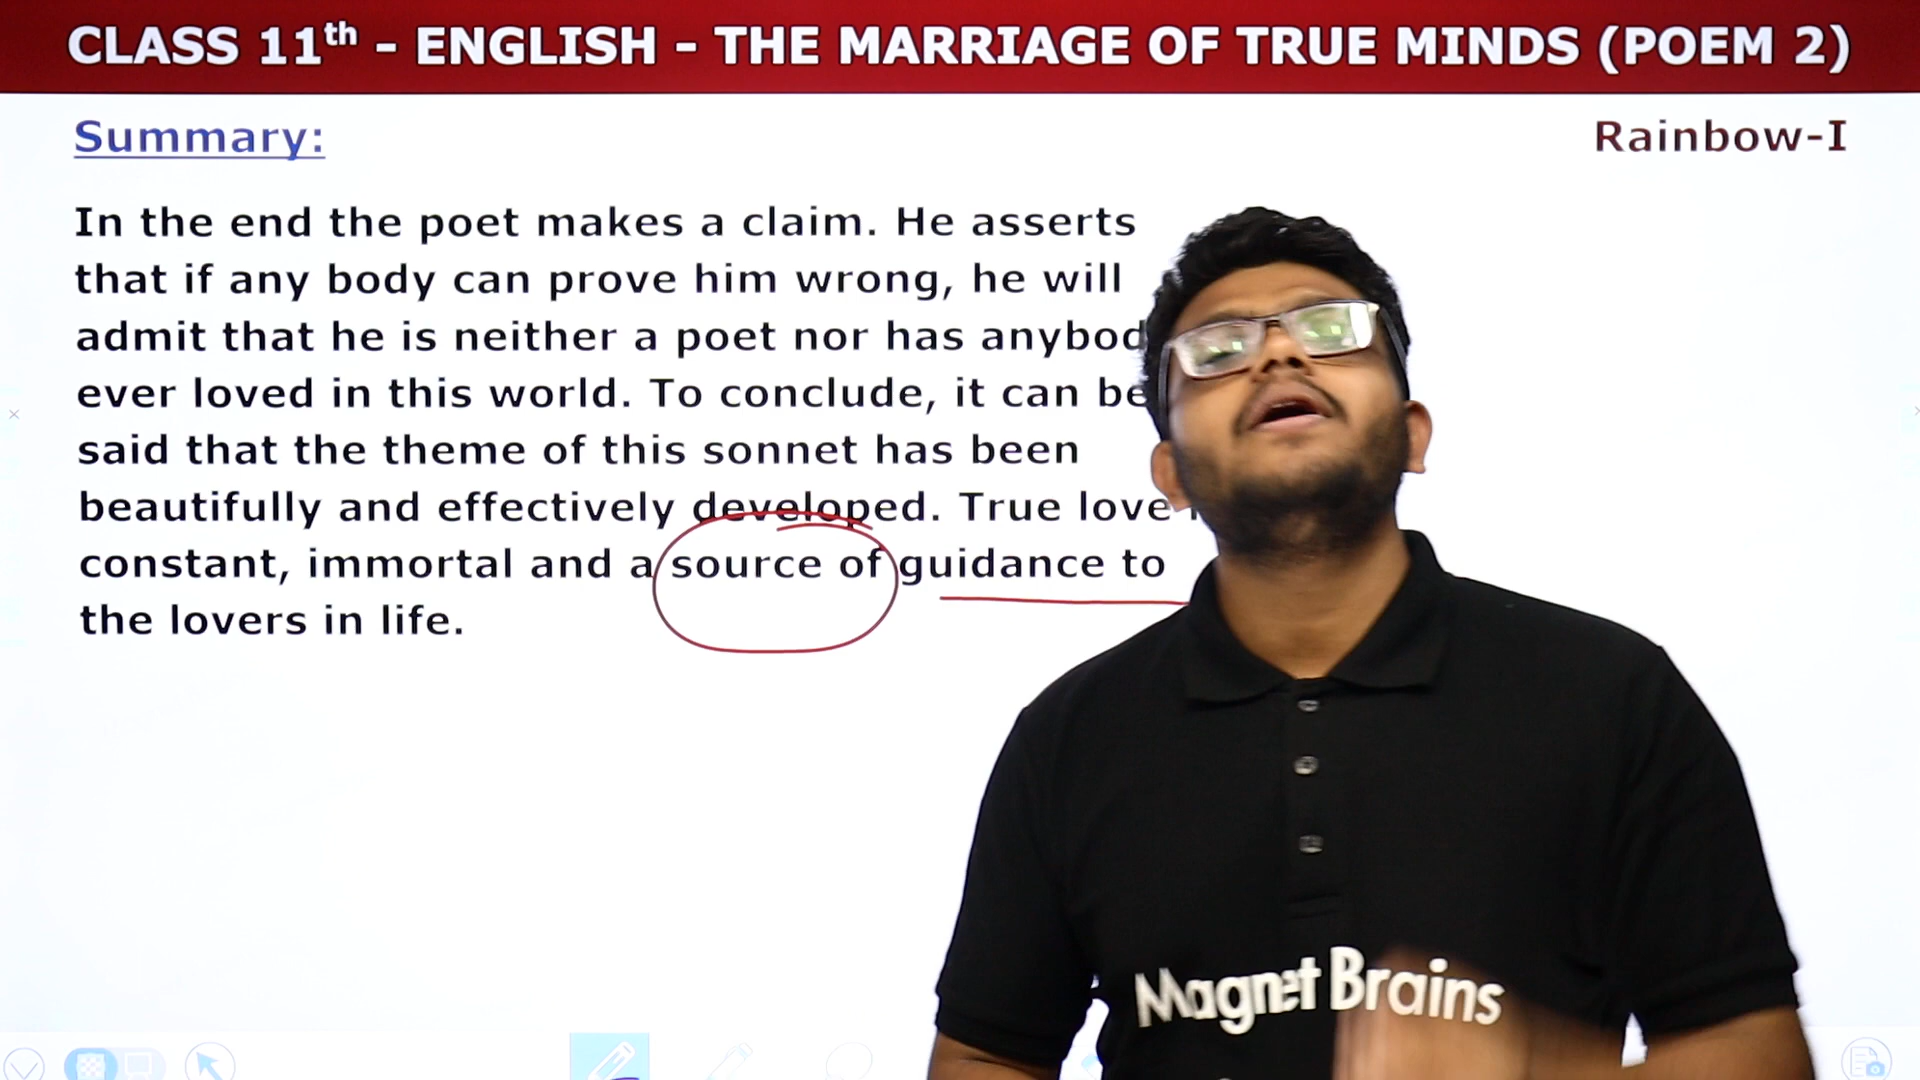 CLASS 11th - ENGLISH - THE MARRIAGE OF TRUE MINDS (POEM 2)
Summary:
Rainbow-I
In the end the poet makes a claim. He asserts
that if any body can prove him wrong, he will
admit that he is neither a poet nor has anybod
ever loved in this world. To conclude, it can be
said that the theme of this sonnet has been
beautifully and effectively developed. True love
constant, immortal and a source of guidance to
the lovers in life.
Magnet Brains